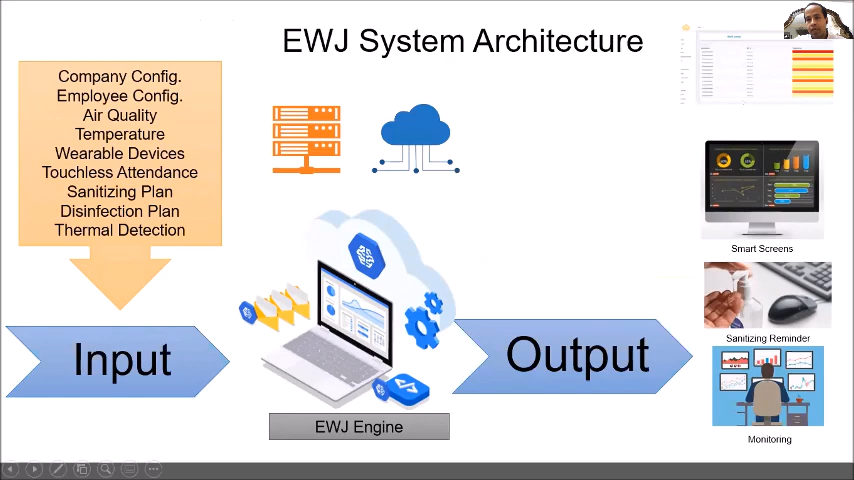 EWJ System Architecture
Company Config.
Employee Config.
Air Quality
Temperature
Wearable Devices
Touchless Attendance
Sanitizing Plan
Disinfection Plan
Thermal Detection
Input
EWJ Engine
Output
Smart Screens
Sanitizing Reminder
Monitoring